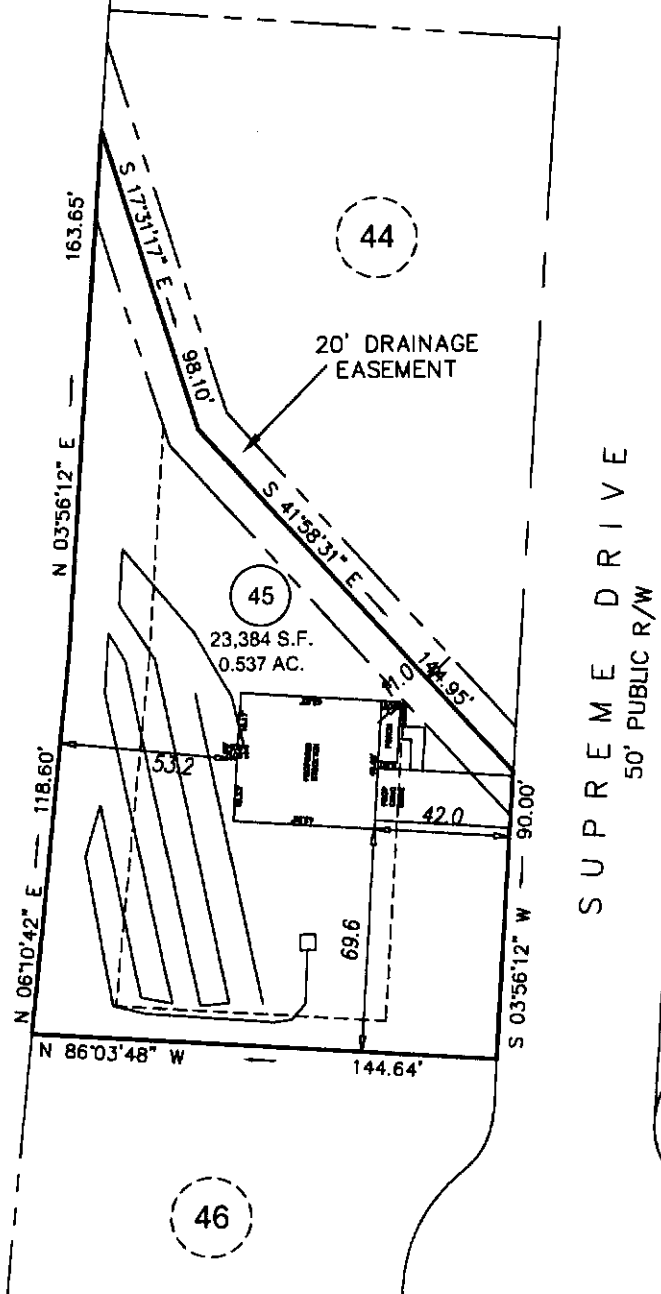 44
20' DRAINAGE
EASEMENT
163.65'
N 03°56'12" E
S 17°31'17" E
98.10'
S 41°58'31" E
144.95'
45
23,384 S.F.
0.537 AC.
11.0
53.2
42.0
69.6
118.60'
N 06°10'42" E
90.00'
S 03°56'12" W
N 86°03'48" W
144.64'
SUPREME DRIVE
50' PUBLIC R/W
46